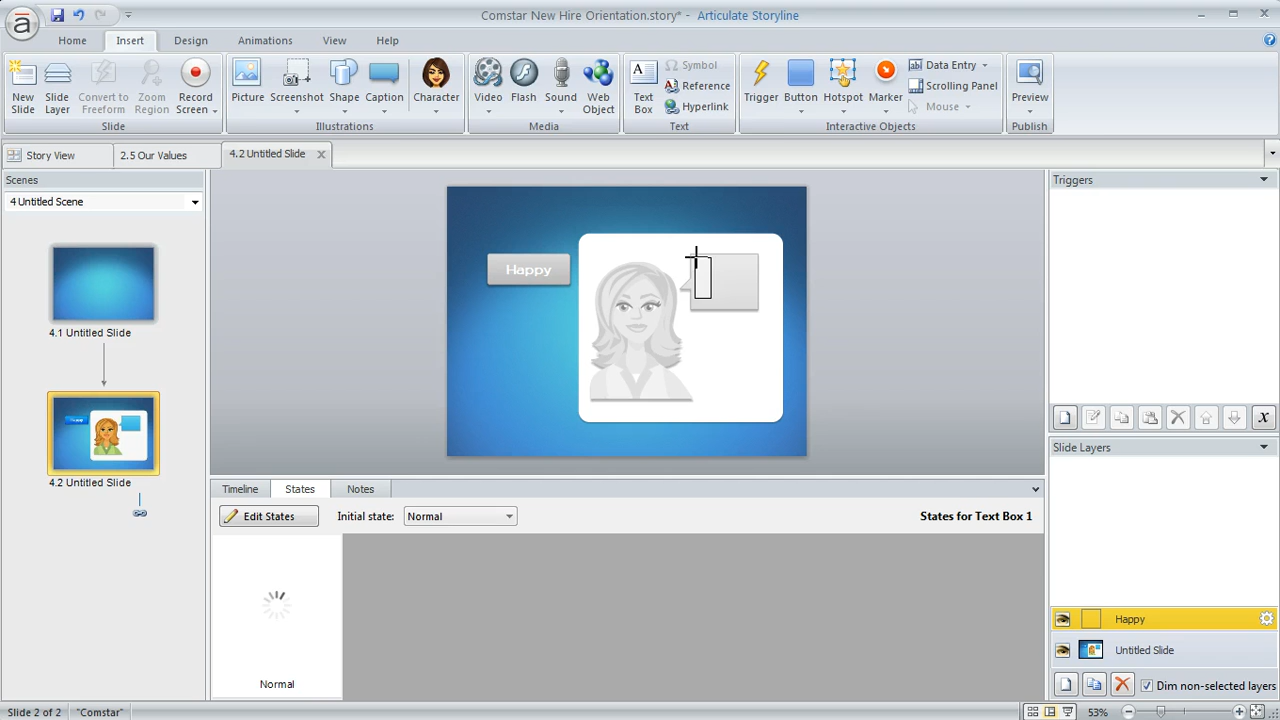 Comstar New Hire Orientation.story* - Articulate Storyline
Home Insert Design Animations View Help
New Slide
Slide Layer
Convert to Freeform
Zoom Region
Record Screen
Slide
Picture
Screenshot
Shape
Caption
Character
Illustrations
Video
Flash
Sound
Web Object
Media
Text Box
Symbol
Reference
Hyperlink
Text
Trigger
Button
Hotspot
Marker
Data Entry
Scrolling Panel
Mouse
Interactive Objects
Preview
Publish
Story View
2.5 Our Values
4.2 Untitled Slide
Scenes
4 Untitled Scene
4.1 Untitled Slide
4.2 Untitled Slide
Happy
Triggers
Slide Layers
Happy
Untitled Slide
Dim non-selected layers
Timeline States Notes
Edit States
Initial state: Normal
States for Text Box 1
Normal
Slide 2 of 2
"Comstar"
53%